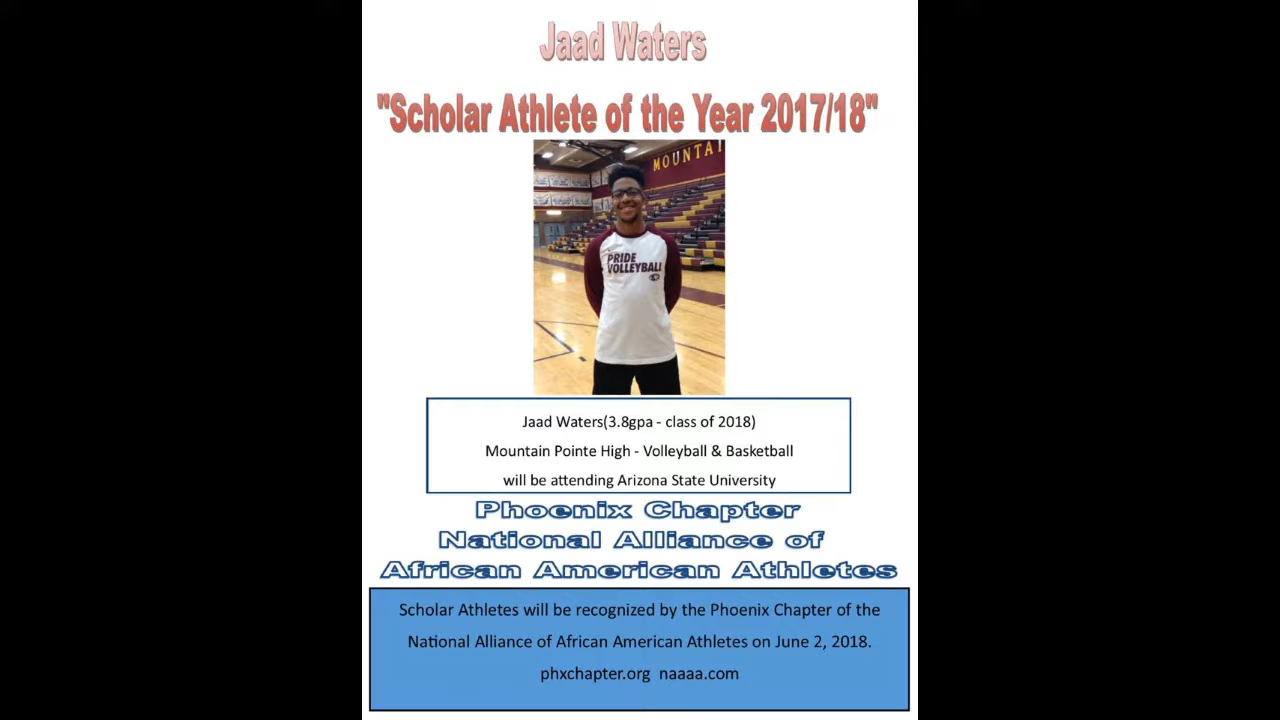 Jaad Waters
"Scholar Athlete of the Year 2017/18"
MOUNTAI
PRIDE
VOLLEYBALL
Jaad Waters(3.8gpa - class of 2018)
Mountain Pointe High - Volleyball & Basketball
will be attending Arizona State University
Phoenix Chapter
National Alliance of
African American Athletes
Scholar Athletes will be recognized by the Phoenix Chapter of the
National Alliance of African American Athletes on June 2, 2018.
phxchapter.org naaaa.com